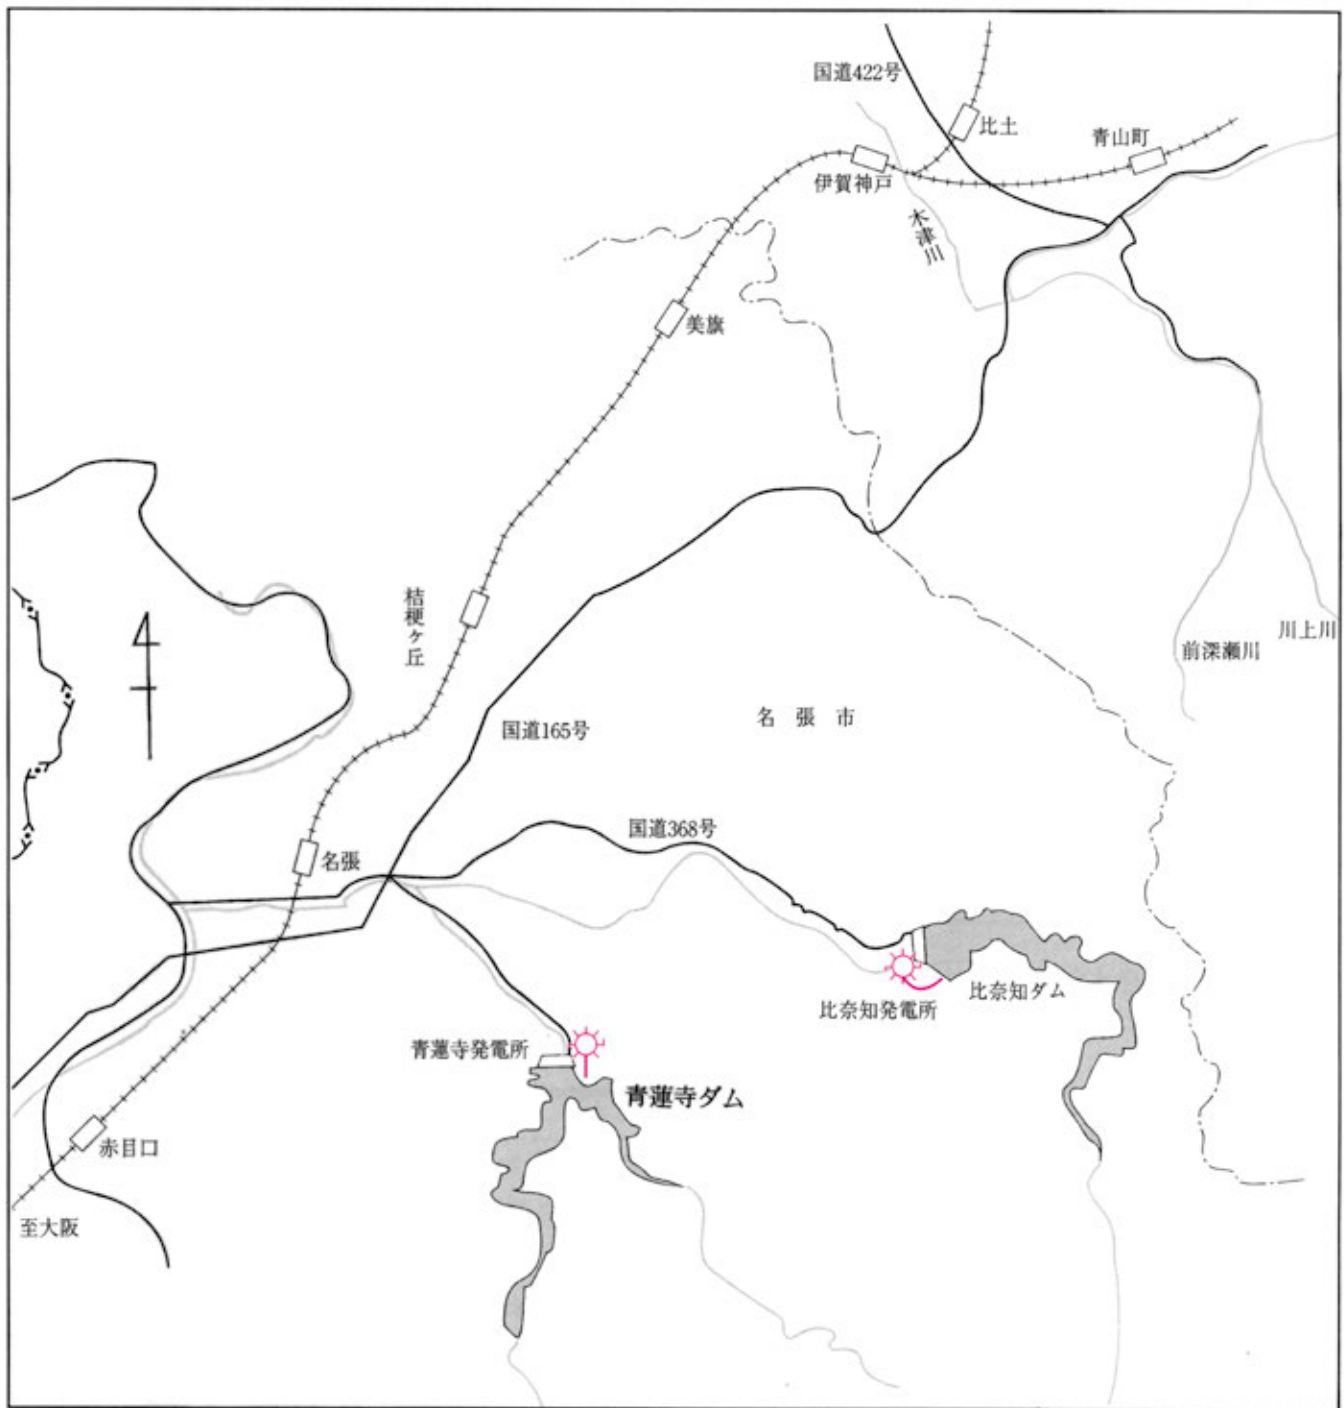 国道422号
比土
青山町
伊賀神戸
木津川
美旗
桔梗ヶ丘
川上川
前深瀬川
名張市
国道165号
国道368号
名張
比奈知ダム
比奈知発電所
青蓮寺発電所
青蓮寺ダム
赤目口
至大阪